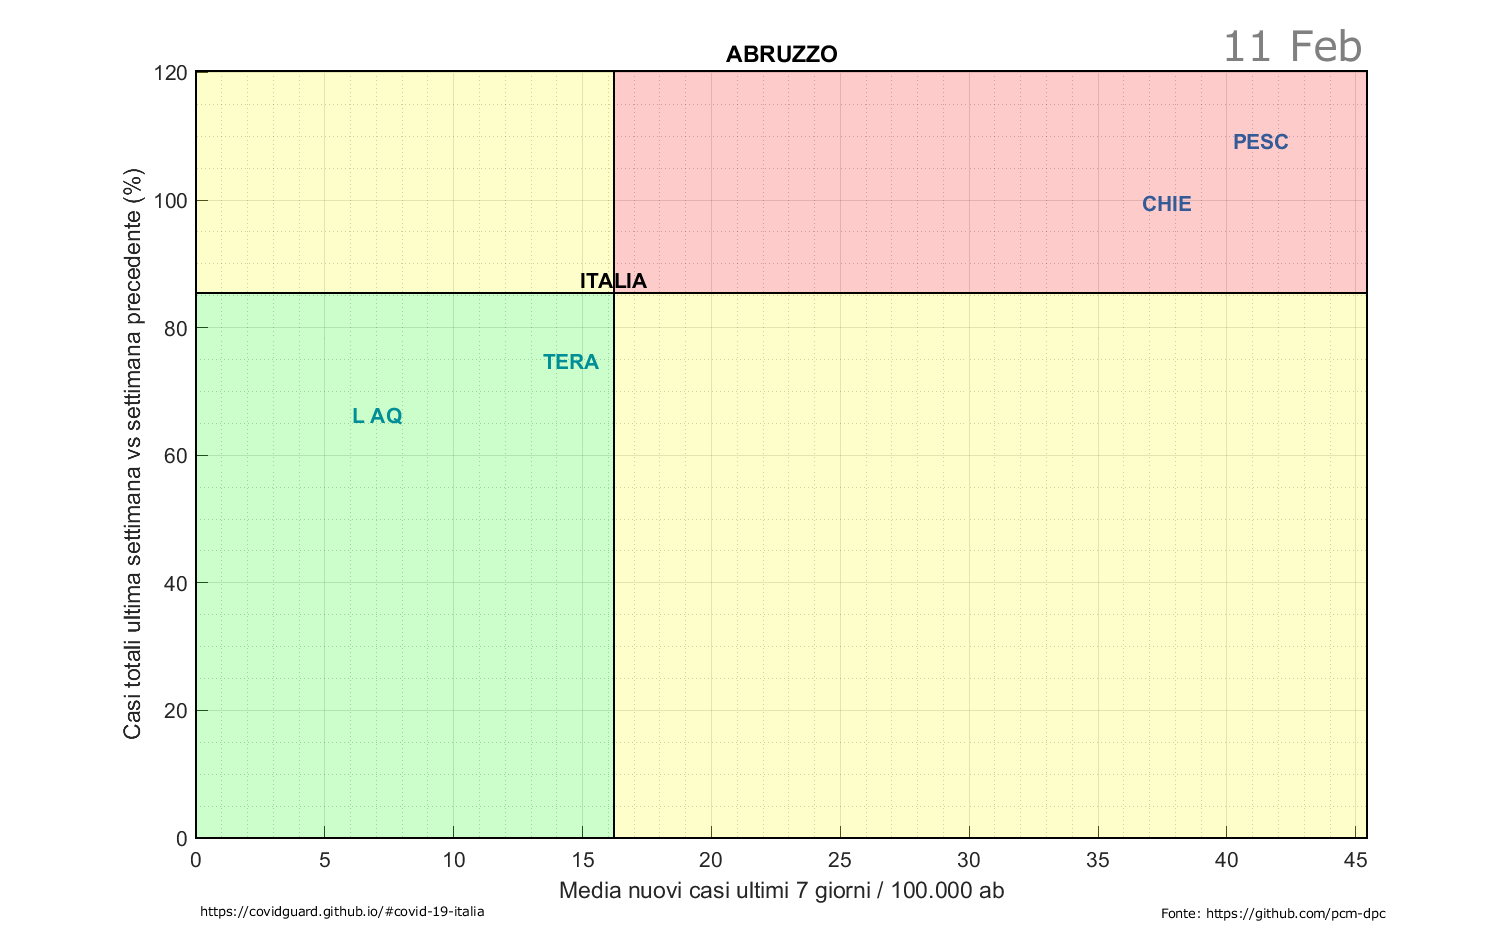 ABRUZZO
11 Feb
120
100
80
60
40
20
0
Casi totali ultima settimana vs settimana precedente (%)
PESC
CHIE
ITALIA
TERA
L AQ
0 5 10 15 20 25 30 35 40 45
Media nuovi casi ultimi 7 giorni / 100.000 ab
https://covidguard.github.io/#covid-19-italia
Fonte: https://github.com/pcm-dpc